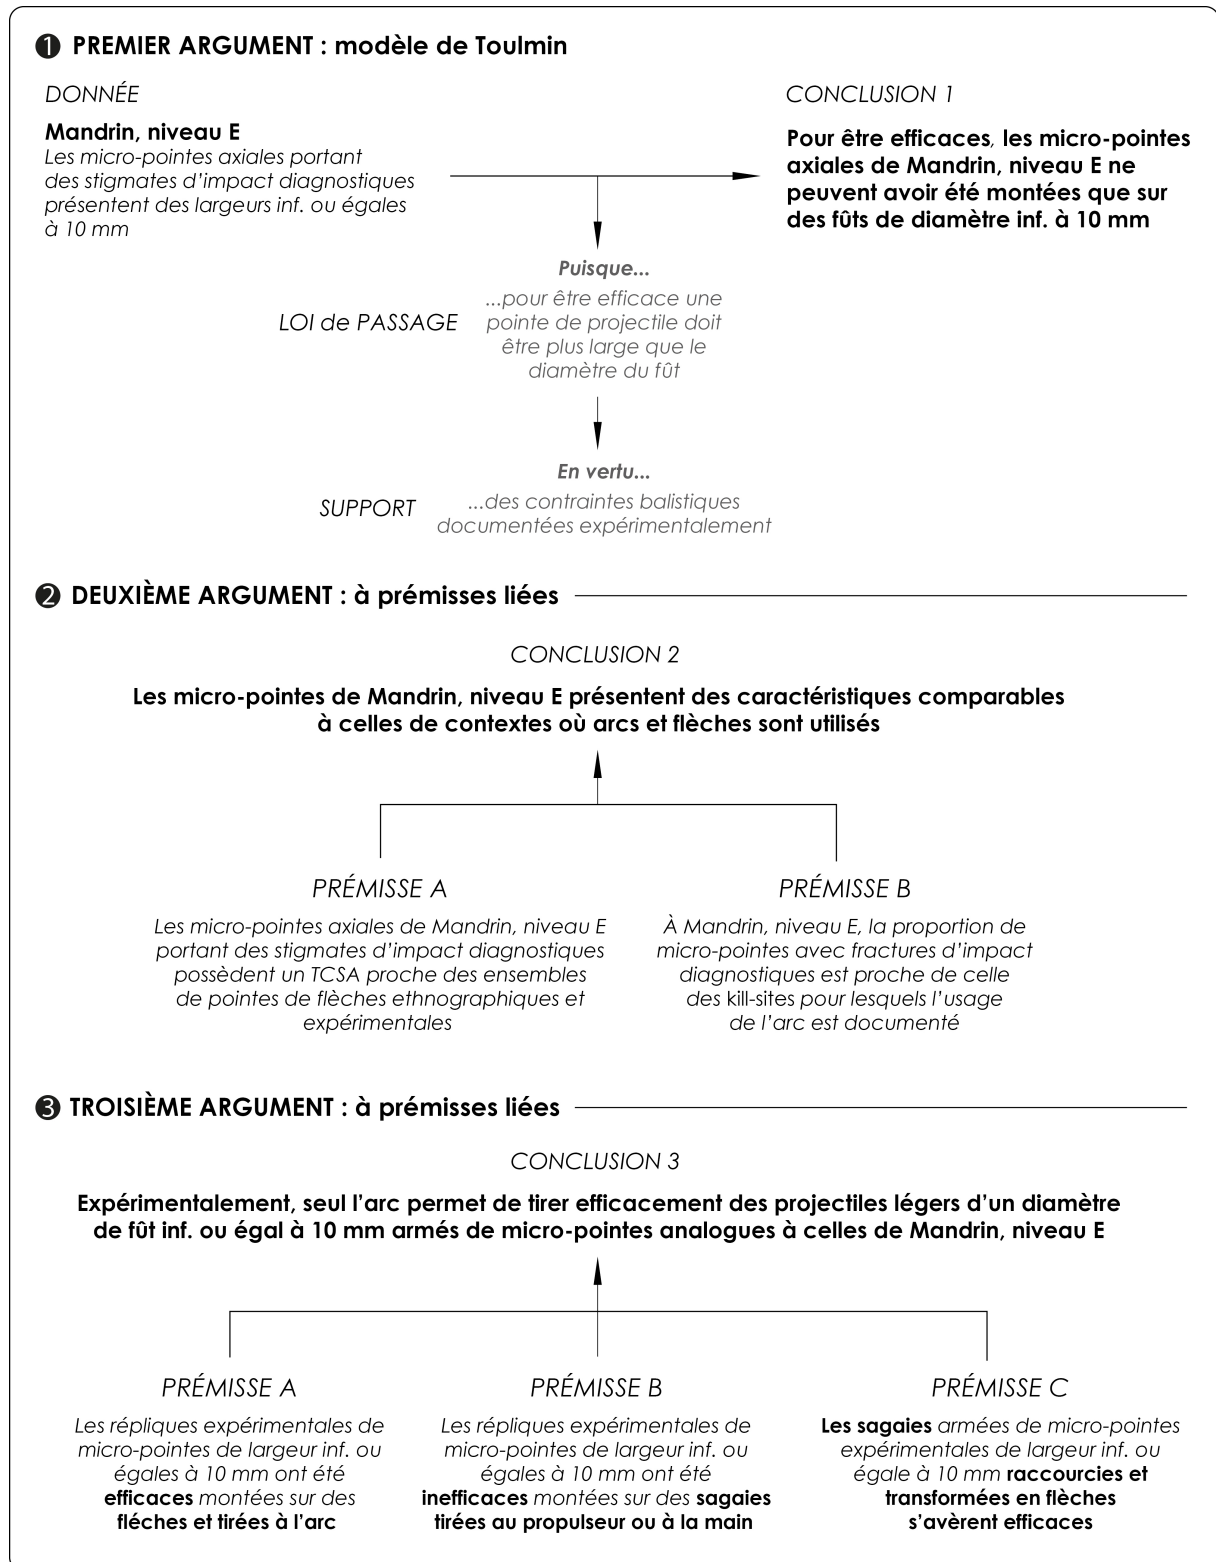 ❶ PREMIER ARGUMENT : modèle de Toulmin
DONNÉE
Mandrin, niveau E
Les micro-pointes axiales portant
des stigmates d'impact diagnostiques
présentent des largeurs inf. ou égales
à 10 mm
CONCLUSION 1
Pour être efficaces, les micro-pointes
axiales de Mandrin, niveau E ne
peuvent avoir été montées que sur
des fûts de diamètre inf. à 10 mm
LOI de PASSAGE
Puisque...
...pour être efficace une
pointe de projectile doit
être plus large que le
diamètre du fût
SUPPORT
En vertu...
...des contraintes balistiques
documentées expérimentalement
❷ DEUXIÈME ARGUMENT : à prémisses liées
CONCLUSION 2
Les micro-pointes de Mandrin, niveau E présentent des caractéristiques comparables
à celles de contextes où arcs et flèches sont utilisés
PRÉMISSE A
Les micro-pointes axiales de Mandrin, niveau E
portant des stigmates d'impact diagnostiques
possèdent un TCSA proche des ensembles
de pointes de flèches ethnographiques et
expérimentales
PRÉMISSE B
À Mandrin, niveau E, la proportion de
micro-pointes avec fractures d'impact
diagnostiques est proche de celle
des kill-sites pour lesquels l'usage
de l'arc est documenté
❸ TROISIÈME ARGUMENT : à prémisses liées
CONCLUSION 3
Expérimentalement, seul l'arc permet de tirer efficacement des projectiles légers d'un diamètre
de fût inf. ou égal à 10 mm armés de micro-pointes analogues à celles de Mandrin, niveau E
PRÉMISSE A
Les répliques expérimentales de
micro-pointes de largeur inf. ou
égales à 10 mm ont été
efficaces montées sur des
fléches et tirées à l'arc
PRÉMISSE B
Les répliques expérimentales de
micro-pointes de largeur inf. ou
égales à 10 mm ont été
inefficaces montées sur des sagaies
tirées au propulseur ou à la main
PRÉMISSE C
Les sagaies armées de micro-pointes
expérimentales de largeur inf. ou
égale à 10 mm raccourcies et
transformées en flèches
s'avèrent efficaces